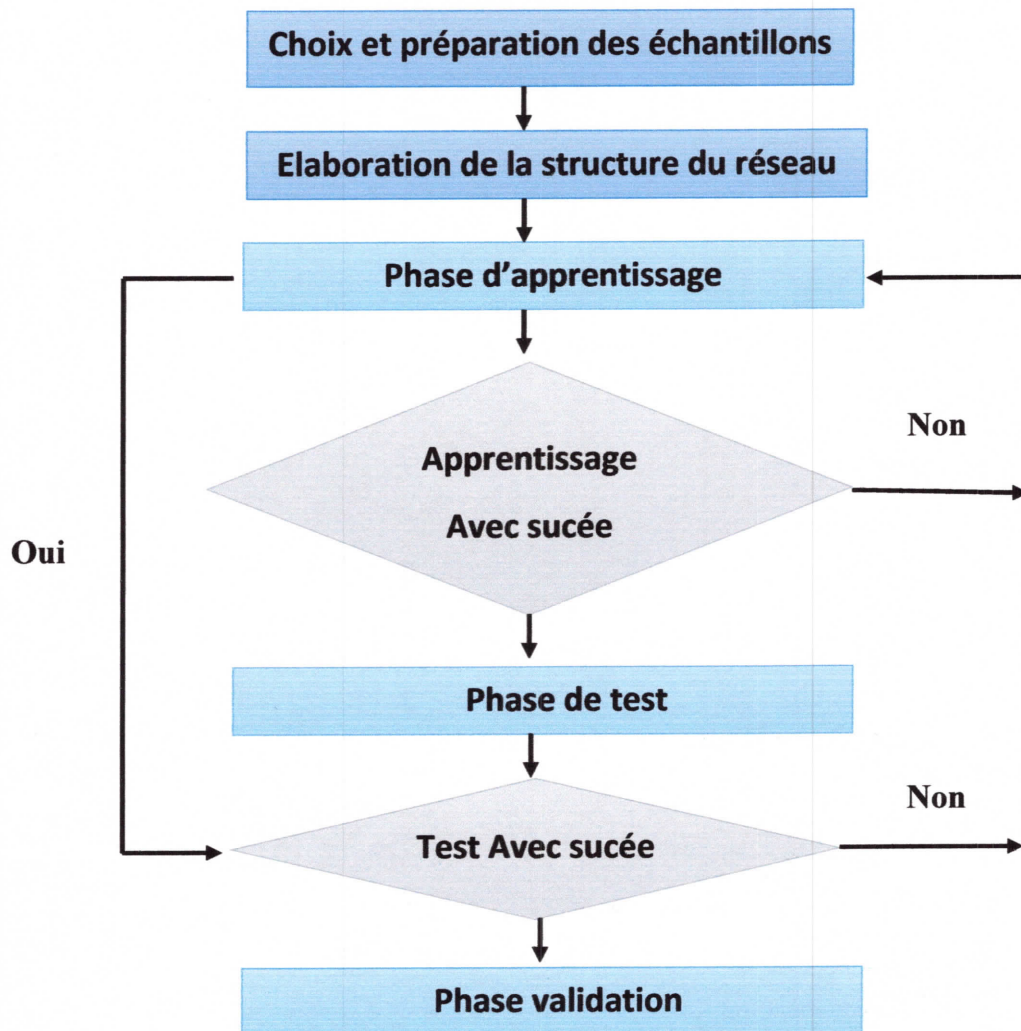 Choix et préparation des échantillons
Elaboration de la structure du réseau
Phase d’apprentissage
Non
Apprentissage
Avec sucée
Oui
Phase de test
Non
Test Avec sucée
Phase validation